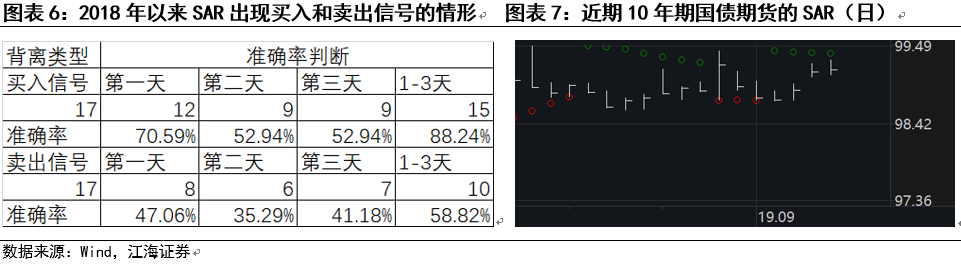 图表 6：2018 年以来 SAR 出现买入和卖出信号的情形
背离类型 准确率判断
买入信号 第一天 第二天 第三天 1-3天
17 12 9 9 15
准确率 70.59% 52.94% 52.94% 88.24%
卖出信号 第一天 第二天 第三天 1-3天
17 8 6 7 10
准确率 47.06% 35.29% 41.18% 58.82%
图表 7：近期 10 年期国债期货的 SAR（日）
99.49
98.42
97.36
19.09
数据来源：Wind，江海证券